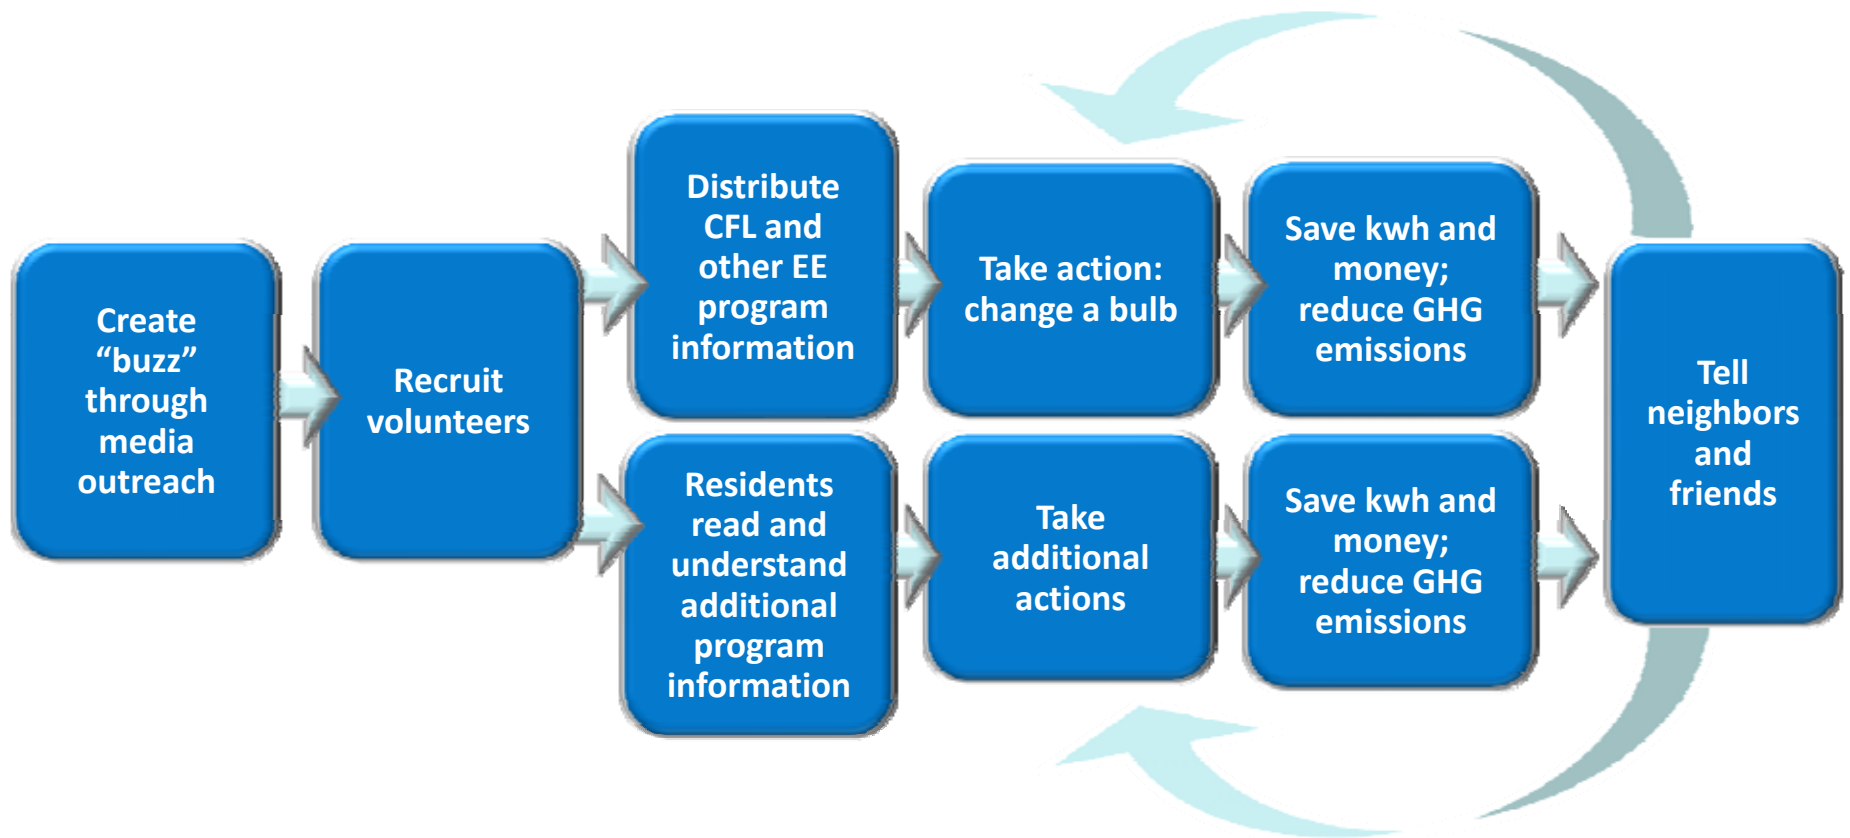 Create
“buzz”
through
media
outreach
Recruit
volunteers
Distribute
CFL and
other EE
program
information
Take action:
change a bulb
Save kwh and
money;
reduce GHG
emissions
Residents
read and
understand
additional
program
information
Take
additional
actions
Save kwh and
money;
reduce GHG
emissions
Tell
neighbors
and
friends